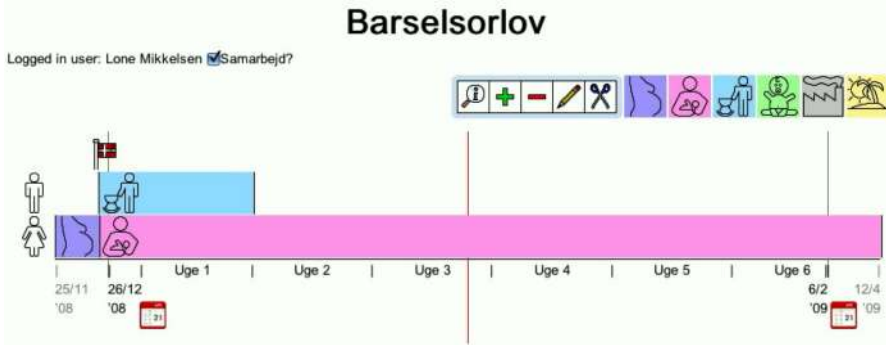 Barselsorlov
Logged in user: Lone Mikkelsen Samarbejd?
Uge 1 Uge 2 Uge 3 Uge 4 Uge 5 Uge 6
25/11 26/12 6/2 12/4
'08 '08 21 '09 21 '09